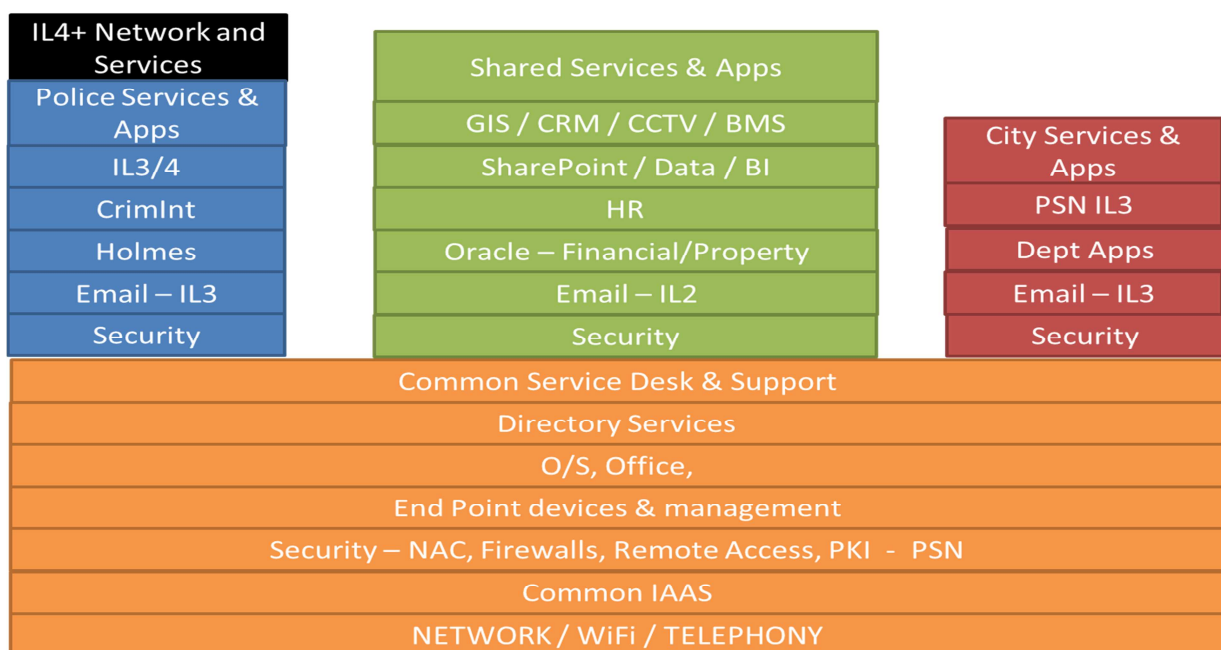 IL4+ Network and
Services
Police Services &
Apps
IL3/4
CrimInt
Holmes
Email – IL3
Security
Shared Services & Apps
GIS / CRM / CCTV / BMS
SharePoint / Data / BI
HR
Oracle – Financial/Property
Email – IL2
Security
City Services &
Apps
PSN IL3
Dept Apps
Email – IL3
Security
Common Service Desk & Support
Directory Services
O/S, Office,
End Point devices & management
Security – NAC, Firewalls, Remote Access, PKI - PSN
Common IAAS
NETWORK / WiFi / TELEPHONY